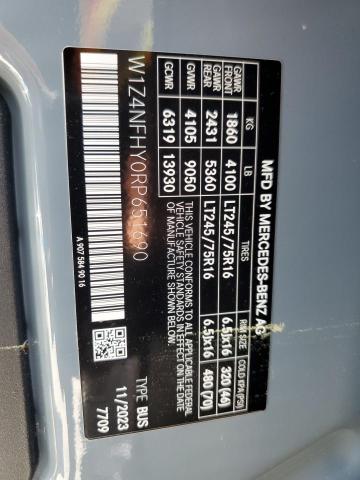 MFD BY MERCEDES-BENZ AG
KG LB TIRES RIM SIZE COLD KPA (PSI)
GAWR FRONT 1860 4100 LT245/75R16 6.5Jx16 320 (46)
GAWR REAR 2431 5360 LT245/75R16 6.5Jx16 480 (70)
GVWR 4105 9050
GCWR 6319 13930
THIS VEHICLE CONFORMS TO ALL APPLICABLE FEDERAL
MOTOR VEHICLE SAFETY STANDARDS IN EFFECT ON THE
DATE OF MANUFACTURE SHOWN ABOVE.
W1Z4NFHY0RP651690
TYPE BUS
11/2023
7709
A 907 584 90 16